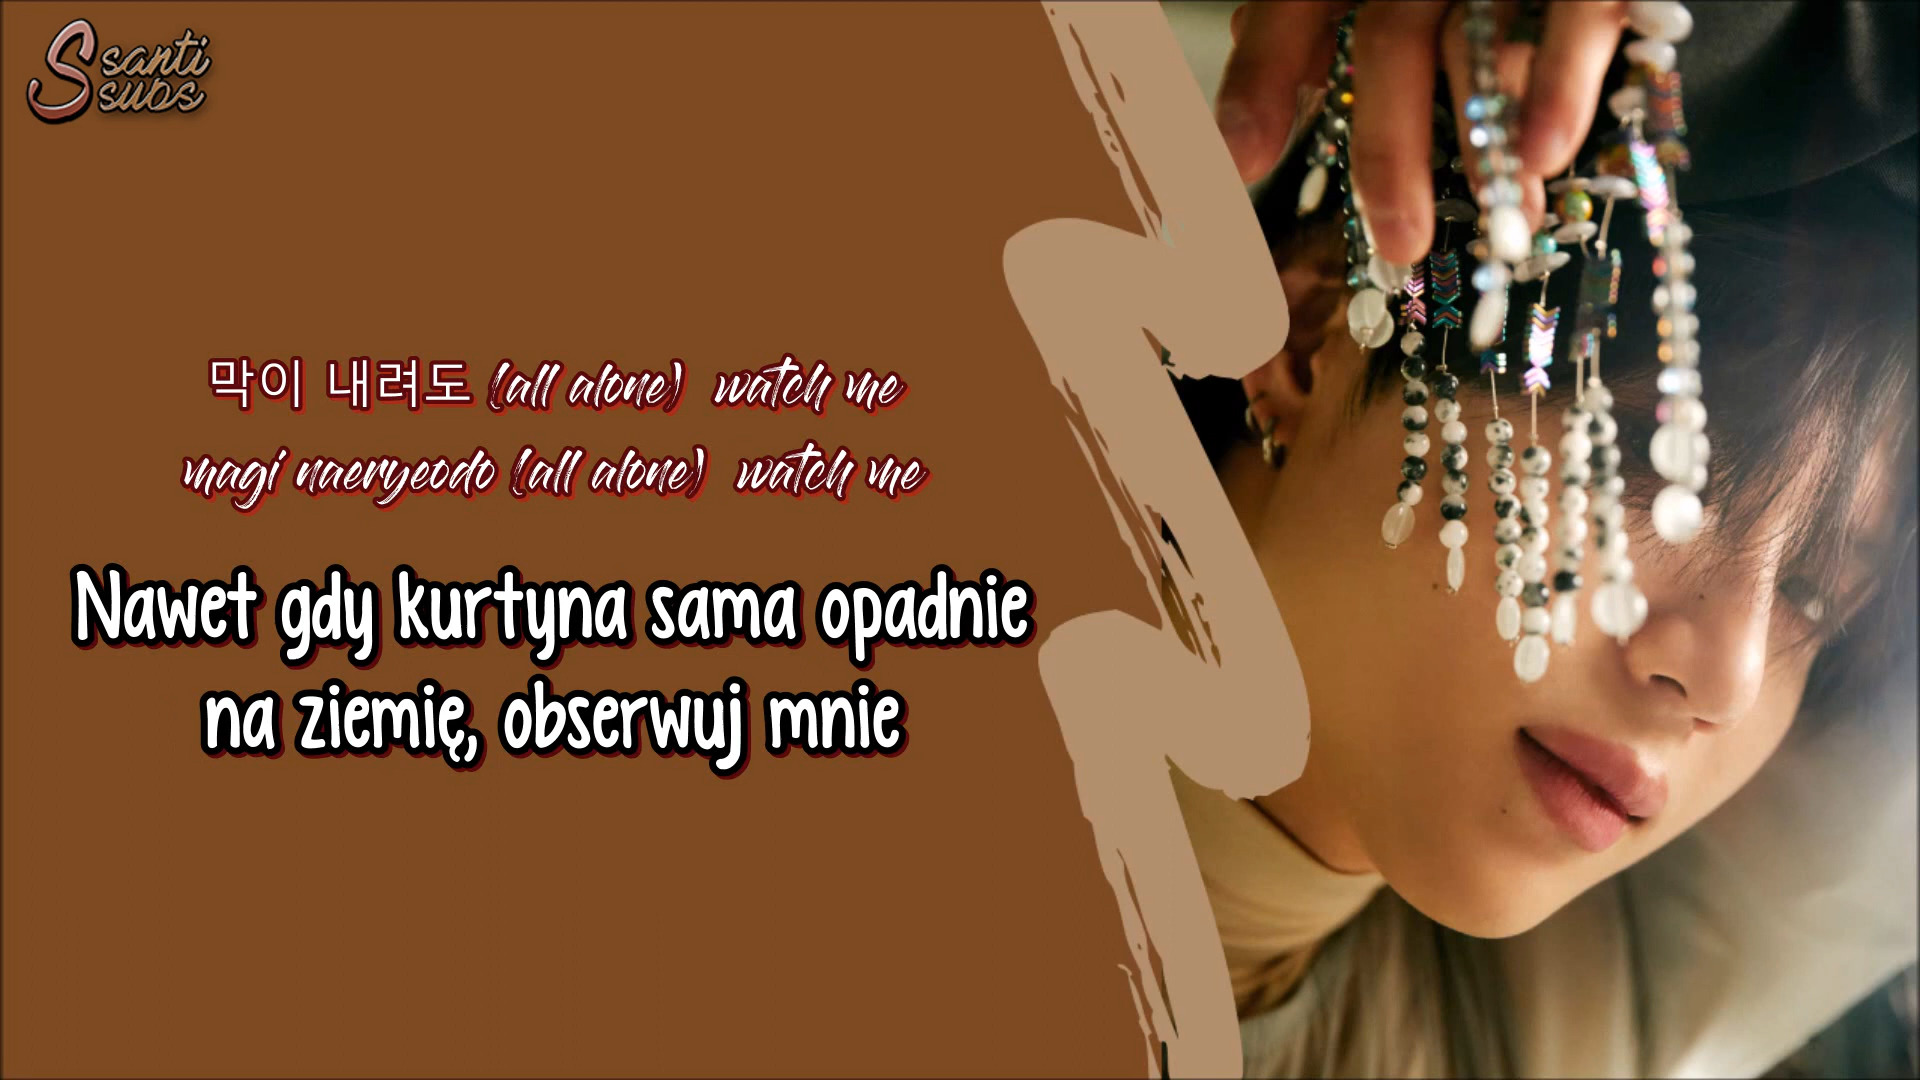 Ssanti
subs
막이 내려도 (all alone) watch me
magi naeryeodo (all alone) watch me
Nawet gdy kurtyna sama opadnie
na ziemię, obserwuj mnie